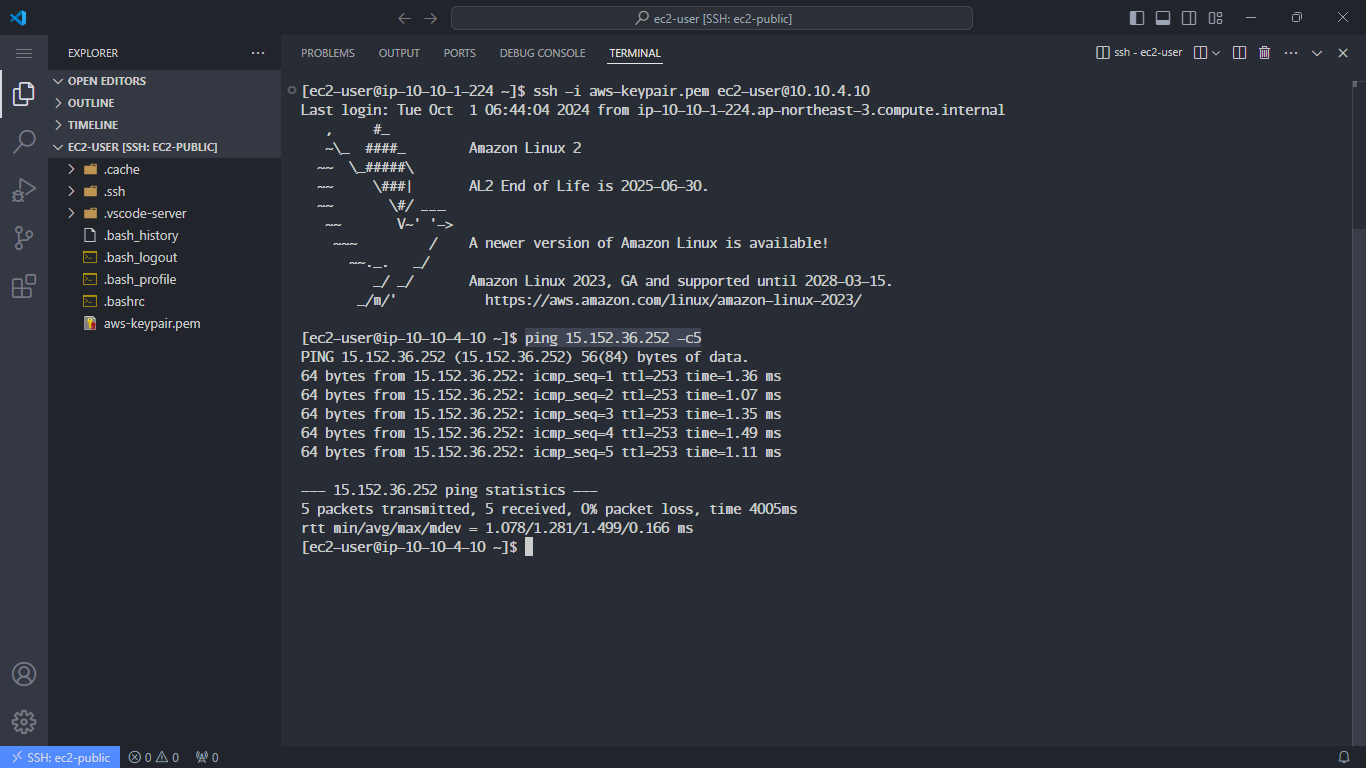 ec2-user [SSH: ec2-public]
EXPLORER
OPEN EDITORS
OUTLINE
TIMELINE
EC2-USER [SSH: EC2-PUBLIC]
.cache
.ssh
.vscode-server
.bash_history
.bash_logout
.bash_profile
.bashrc
aws-keypair.pem
PROBLEMS OUTPUT PORTS DEBUG CONSOLE TERMINAL
ssh - ec2-user
[ec2-user@ip-10-10-1-224 ~]$ ssh -i aws-keypair.pem ec2-user@10.10.4.10
Last login: Tue Oct  1 06:44:04 2024 from ip-10-10-1-224.ap-northeast-3.compute.internal
   ,     #_
   ~\_  ####_        Amazon Linux 2
  ~~  \_#####\
  ~~     \###|       AL2 End of Life is 2025-06-30.
  ~~       \#/ ___
   ~~       V~' '->
    ~~~         /    A newer version of Amazon Linux is available!
      ~~._.   _/
         _/ _/       Amazon Linux 2023, GA and supported until 2028-03-15.
       _/m/'           https://aws.amazon.com/linux/amazon-linux-2023/
[ec2-user@ip-10-10-4-10 ~]$ ping 15.152.36.252 -c5
PING 15.152.36.252 (15.152.36.252) 56(84) bytes of data.
64 bytes from 15.152.36.252: icmp_seq=1 ttl=253 time=1.36 ms
64 bytes from 15.152.36.252: icmp_seq=2 ttl=253 time=1.07 ms
64 bytes from 15.152.36.252: icmp_seq=3 ttl=253 time=1.35 ms
64 bytes from 15.152.36.252: icmp_seq=4 ttl=253 time=1.49 ms
64 bytes from 15.152.36.252: icmp_seq=5 ttl=253 time=1.11 ms
--- 15.152.36.252 ping statistics ---
5 packets transmitted, 5 received, 0% packet loss, time 4005ms
rtt min/avg/max/mdev = 1.078/1.281/1.499/0.166 ms
[ec2-user@ip-10-10-4-10 ~]$
SSH: ec2-public 0 0 0